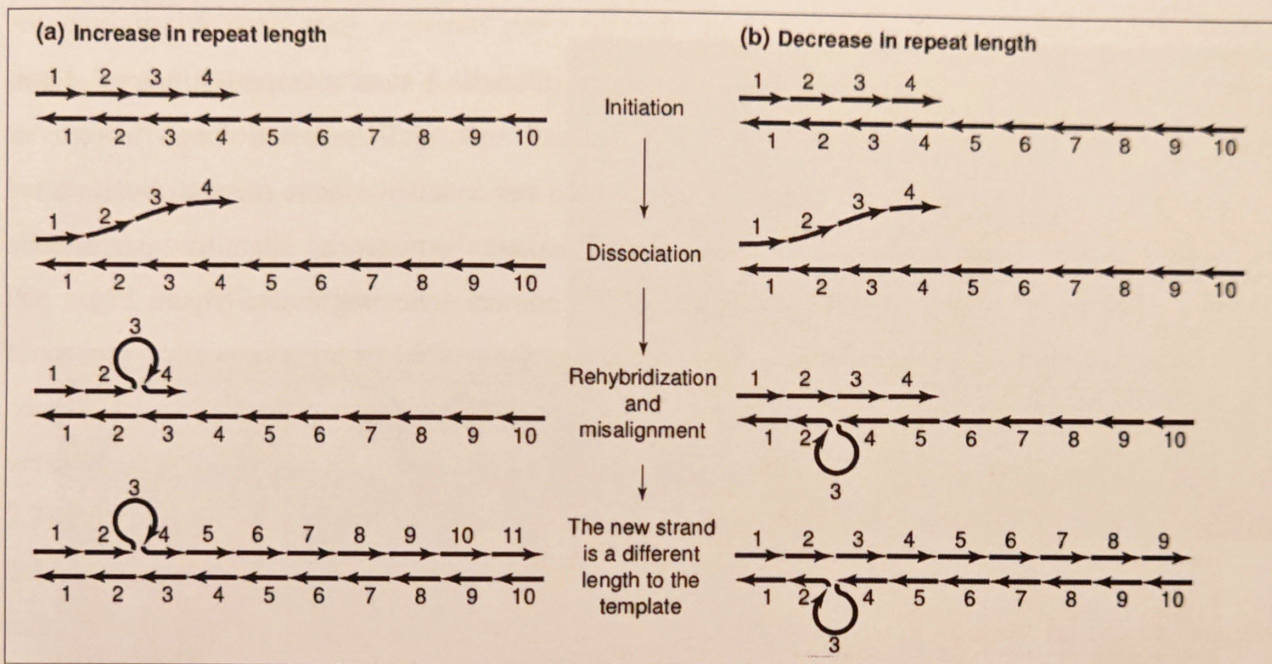 (a) Increase in repeat length
(b) Decrease in repeat length
1 2 3 4
1 2 3 4 5 6 7 8 9 10
Initiation
1 2 3 4
1 2 3 4 5 6 7 8 9 10
1 2 3 4
1 2 3 4 5 6 7 8 9 10
Dissociation
1 2 3 4
1 2 3 4 5 6 7 8 9 10
3
1 2 4
1 2 3 4 5 6 7 8 9 10
Rehybridization
and
misalignment
1 2 3 4
1 2 4 5 6 7 8 9 10
3
3
1 2 4 5 6 7 8 9 10 11
1 2 3 4 5 6 7 8 9 10
The new strand
is a different
length to the
template
1 2 3 4 5 6 7 8 9
1 2 4 5 6 7 8 9 10
3